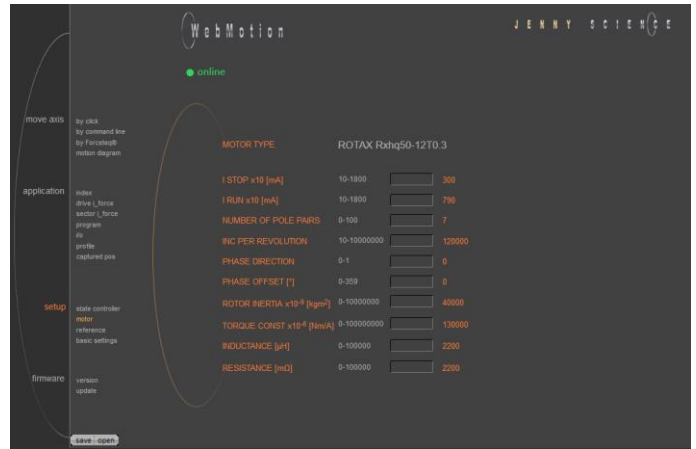 WebMotion
JENNY SCIENCE
online
move axis
by click
by command line
by Forceteq®
motion diagram
application
index
drive i_force
sector i_force
program
i/o
profile
captured pos
setup
state controller
motor
reference
basic settings
firmware
version
update
save open
MOTOR TYPE ROTAX Rxhq50-12T0.3
I STOP x10 [mA] 10-1800 300
I RUN x10 [mA] 10-1800 790
NUMBER OF POLE PAIRS 0-100 7
INC PER REVOLUTION 10-10000000 120000
PHASE DIRECTION 0-1 0
PHASE OFFSET [°] 0-359 0
ROTOR INERTIA x10⁻⁹ [kgm²] 0-10000000 40000
TORQUE CONST x10⁻⁶ [Nm/A] 0-100000000 130000
INDUCTANCE [µH] 0-100000 2200
RESISTANCE [mΩ] 0-100000 2200